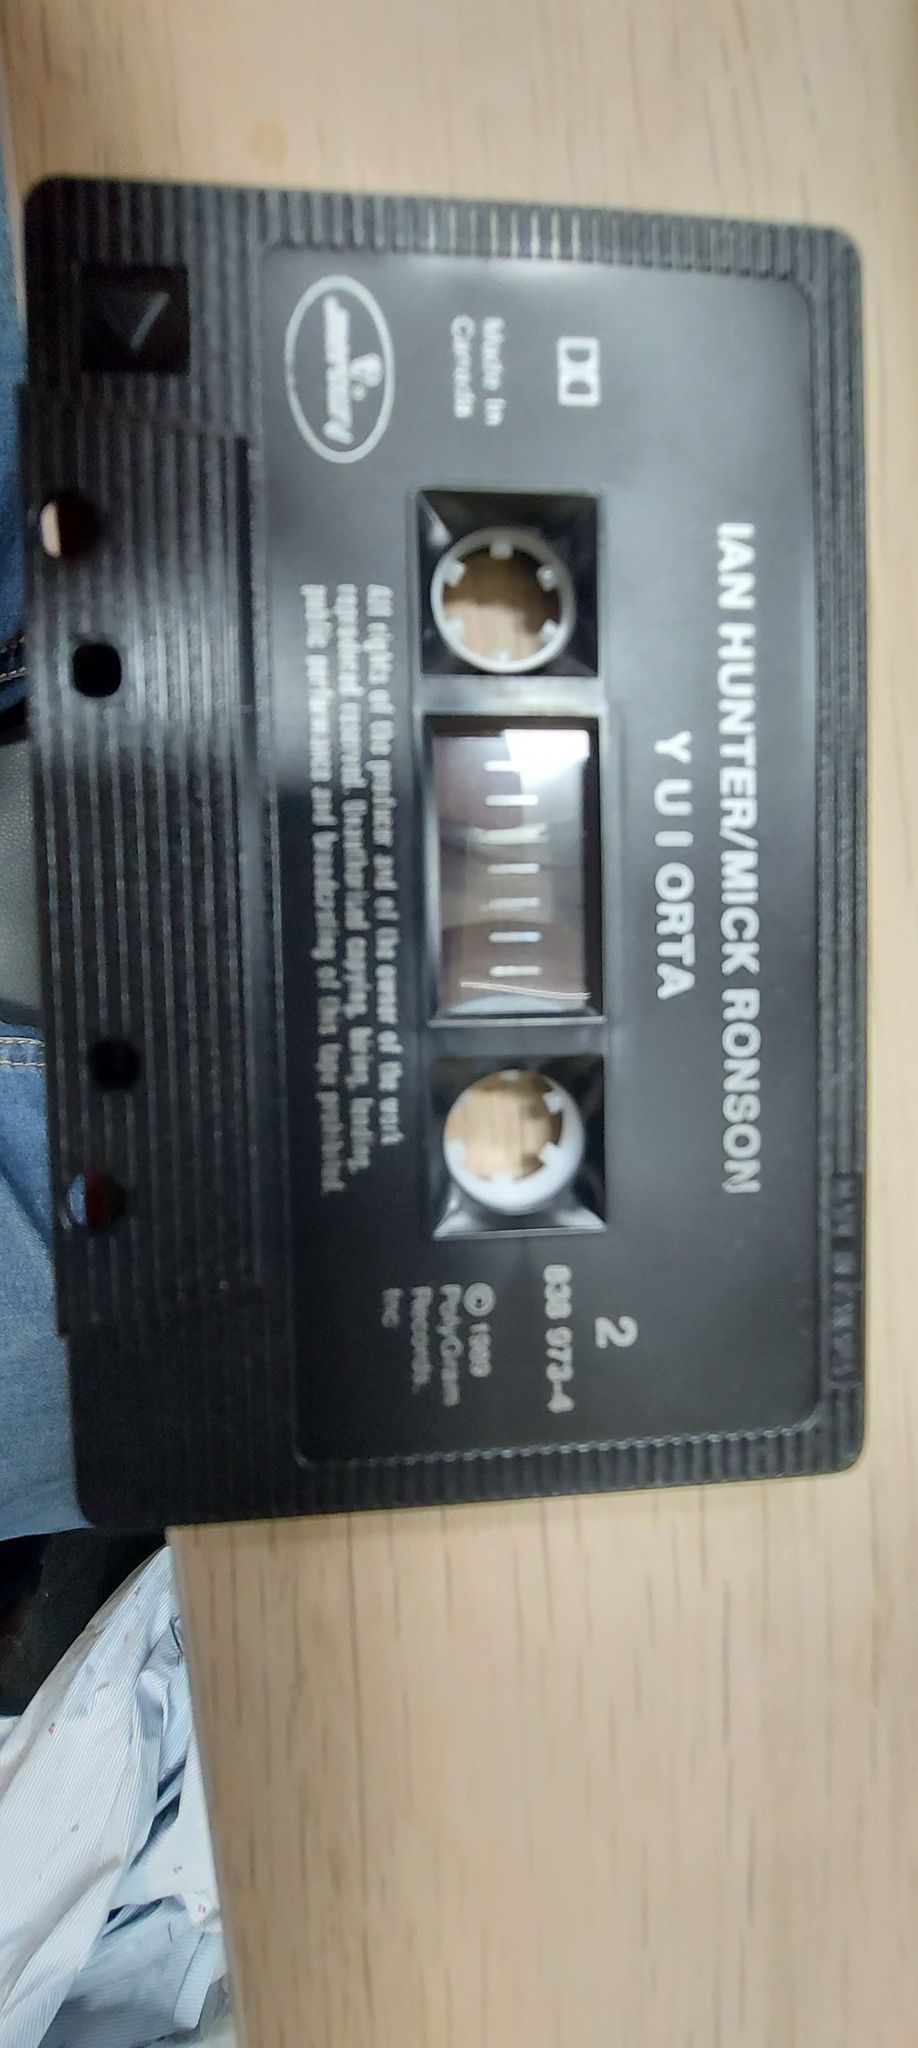 IAN HUNTER/MICK RONSON
Y U I ORTA
Made in
Canada
2
838 973-4
© 1989
PolyGram
Records,
Inc
mercury
All rights of the producer and of the owner of the work
reproduced reserved. Unauthorised copying, hiring, lending,
public performance and broadcasting of this tape prohibited